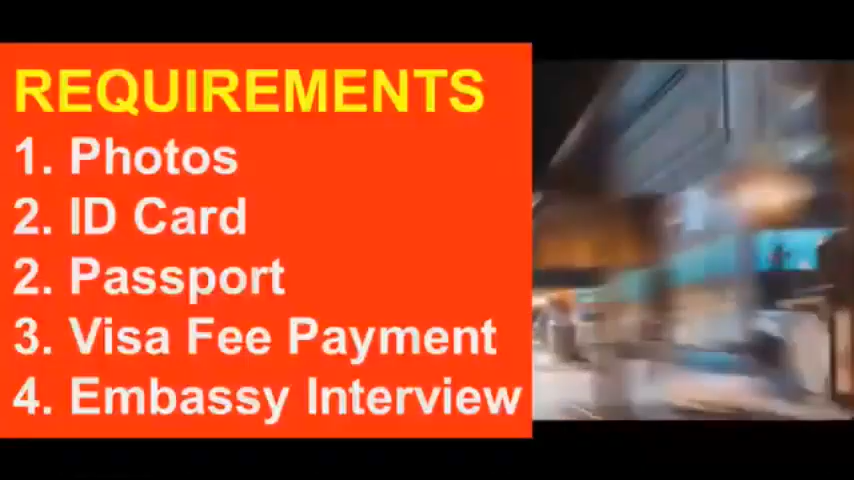 REQUIREMENTS
1. Photos
2. ID Card
2. Passport
3. Visa Fee Payment
4. Embassy Interview